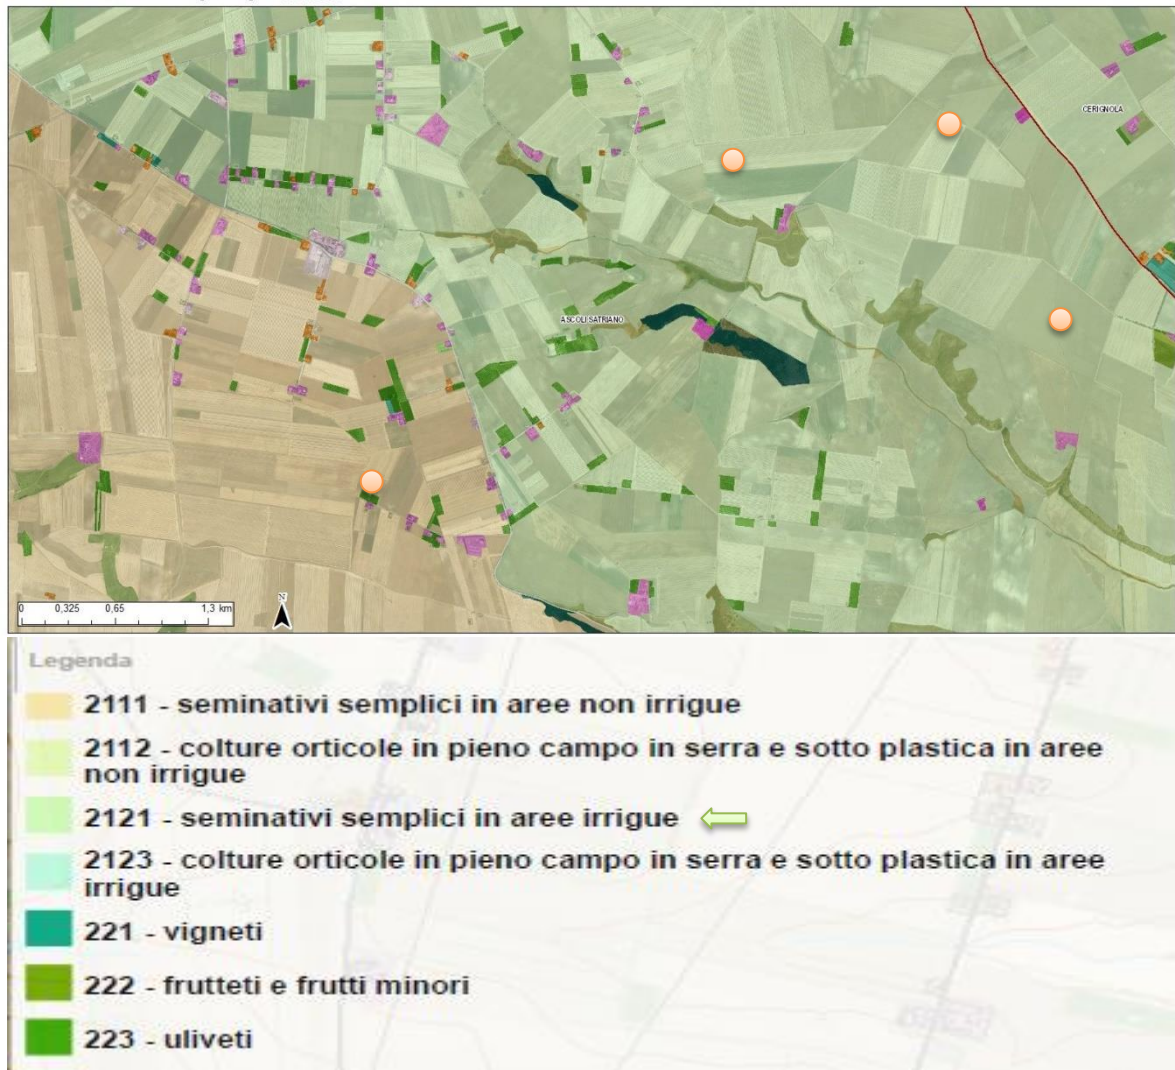 CERIGNOLA
ASCOLI SATRIANO
0 0,325 0,65 1,3 km
N
Legenda
2111 - seminativi semplici in aree non irrigue
2112 - colture orticole in pieno campo in serra e sotto plastica in aree
non irrigue
2121 - seminativi semplici in aree irrigue
2123 - colture orticole in pieno campo in serra e sotto plastica in aree
irrigue
221 - vigneti
222 - frutteti e frutti minori
223 - uliveti